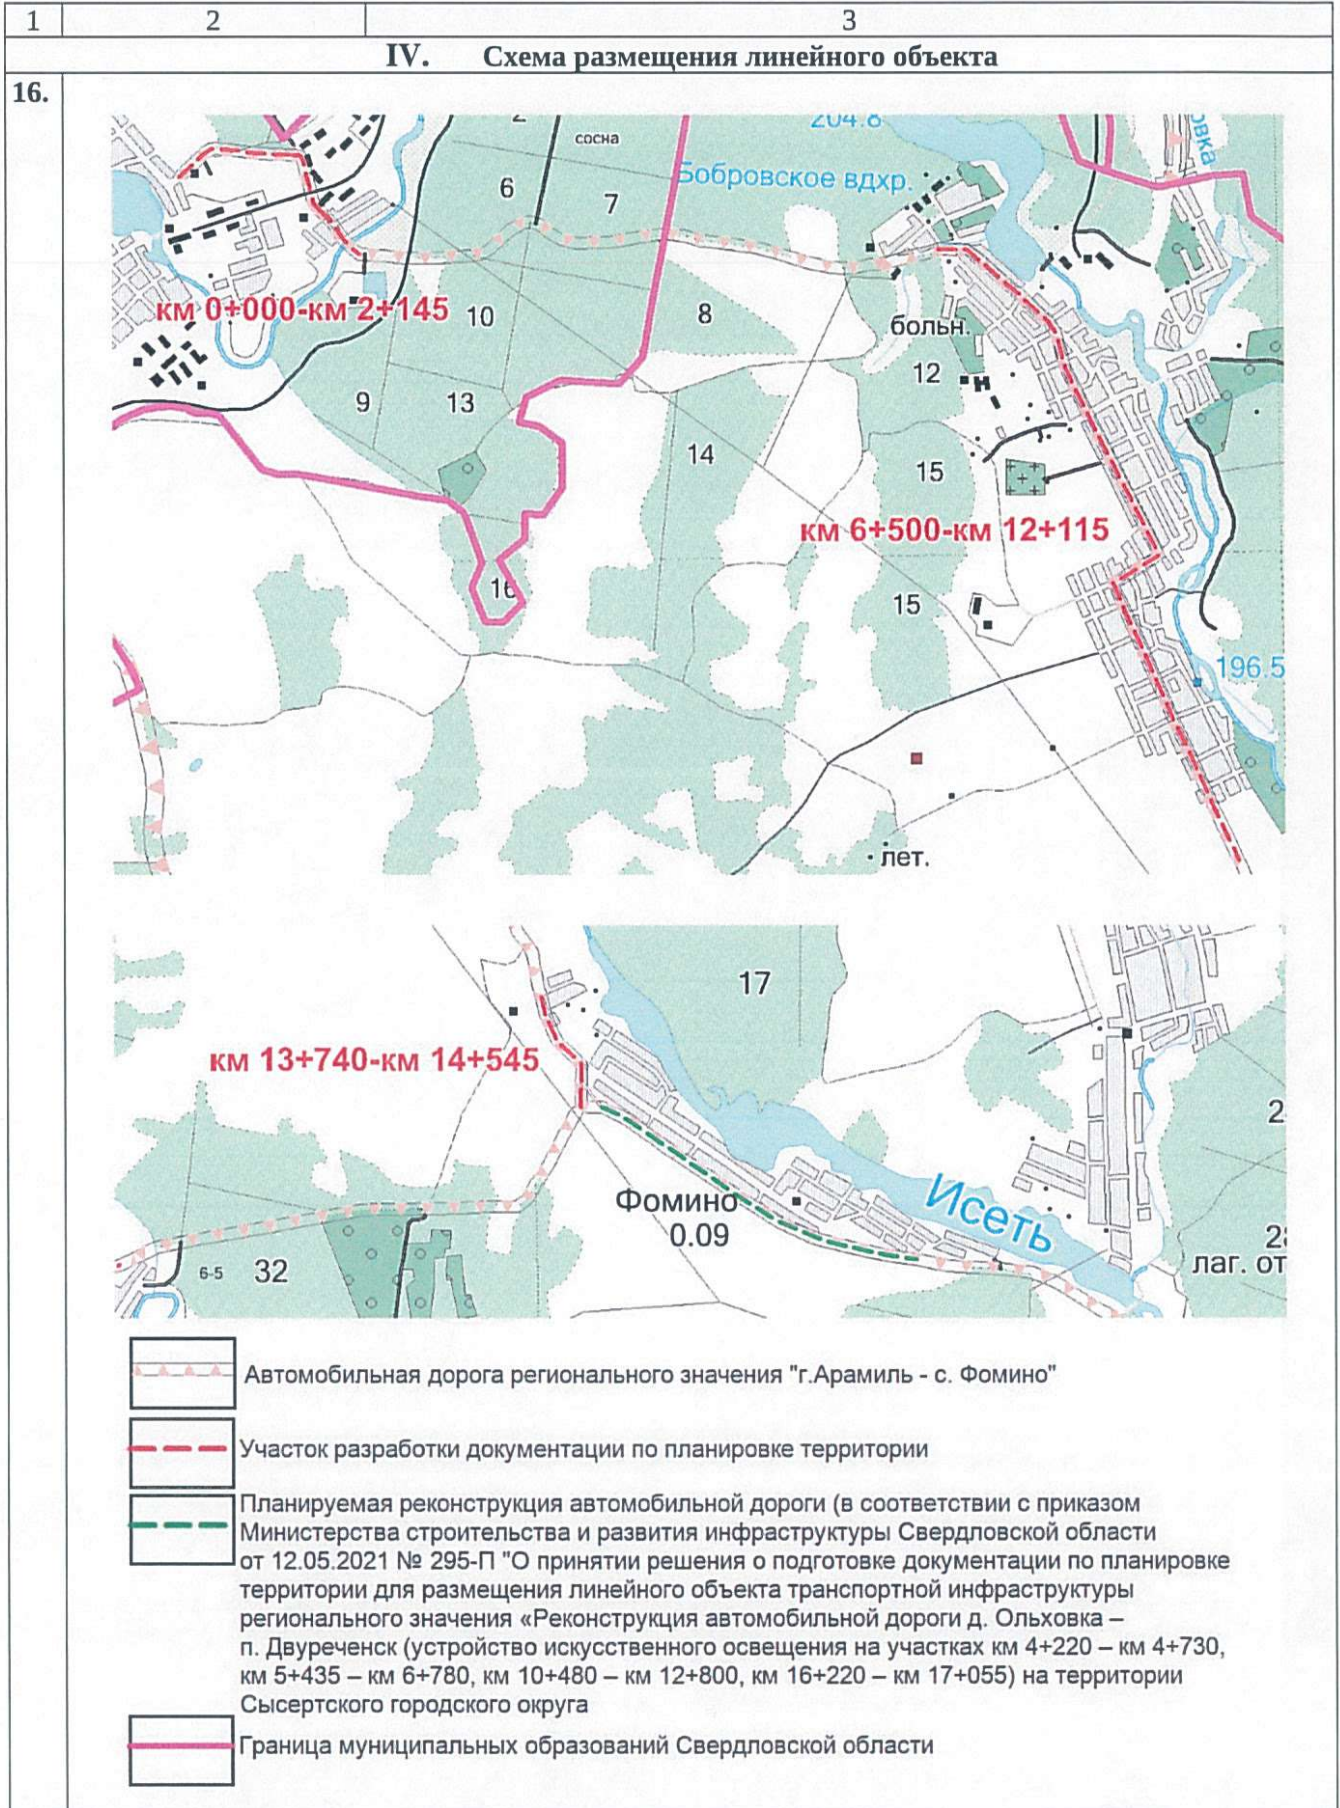 1 2 3
IV. Схема размещения линейного объекта
16.
204.8
сосна
Бобровское вдхр.
6
7
км 0+000-км 2+145
10
8
больн.
12
9
13
14
15
км 6+500-км 12+115
16
15
196.5
лет.
17
км 13+740-км 14+545
Фомино
0.09
Исеть
лаг. от
6-5
32
Автомобильная дорога регионального значения "г.Арамиль - с. Фомино"
Участок разработки документации по планировке территории
Планируемая реконструкция автомобильной дороги (в соответствии с приказом
Министерства строительства и развития инфраструктуры Свердловской области
от 12.05.2021 № 295-П "О принятии решения о подготовке документации по планировке
территории для размещения линейного объекта транспортной инфраструктуры
регионального значения «Реконструкция автомобильной дороги д. Ольховка –
п. Двуреченск (устройство искусственного освещения на участках км 4+220 – км 4+730,
км 5+435 – км 6+780, км 10+480 – км 12+800, км 16+220 – км 17+055) на территории
Сысертского городского округа
Граница муниципальных образований Свердловской области